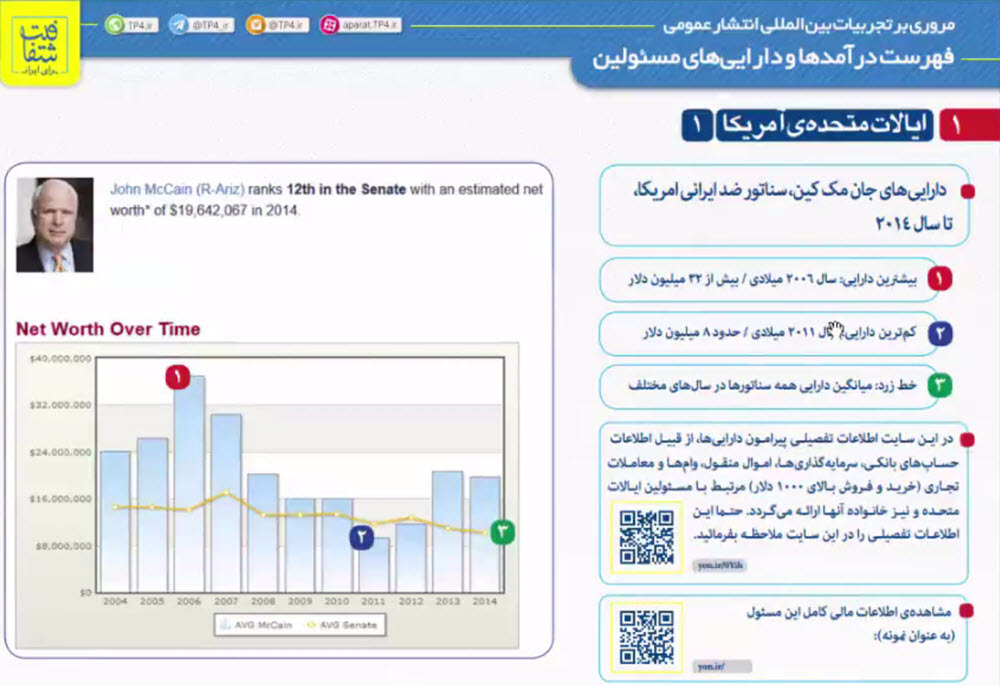 شفافیت
برای ایران
TP4.ir
@TP4_ir
@TP4.ir
aparat.TP4.ir
مروری بر تجربیات بین‌المللی انتشار عمومی
فهرست درآمدها و دارایی‌های مسئولین
۱ ایالات متحده‌ی آمریکا ۱
دارایی‌های جان مک کین، سناتور ضد ایرانی امریکا،
تا سال ۲۰۱٤
۱ بیشترین دارایی: سال ۲۰۰٦ میلادی / بیش از ۳۲ میلیون دلار
۲ کم‌ترین دارایی: سال ۲۰۱۱ میلادی / حدود ۸ میلیون دلار
۳ خط زرد: میانگین دارایی همه سناتورها در سال‌های مختلف
در این سایت اطلاعات تفصیلی پیرامون دارایی‌ها، از قبیل اطلاعات
حساب‌های بانکی، سرمایه‌گذاری‌ها، اموال منقول، وام‌ها و معاملات
تجاری (خرید و فروش بالای ۱۰۰۰ دلار) مرتبط با مسئولین ایالات
متحده و نیز خانواده آنها ارائه می‌گردد. حتما این
اطلاعات تفصیلی را در این سایت ملاحظه بفرمائید.
مشاهده‌ی اطلاعات مالی کامل این مسئول
(به عنوان نمونه):
yon.ir/
John McCain (R-Ariz) ranks 12th in the Senate with an estimated net
worth* of $19,642,067 in 2014.
Net Worth Over Time
$40,000,000
$32,000,000
$24,000,000
$16,000,000
$8,000,000
$0
۱
۲
۳
2004 2005 2006 2007 2008 2009 2010 2011 2012 2013 2014
AVG McCain AVG Senate